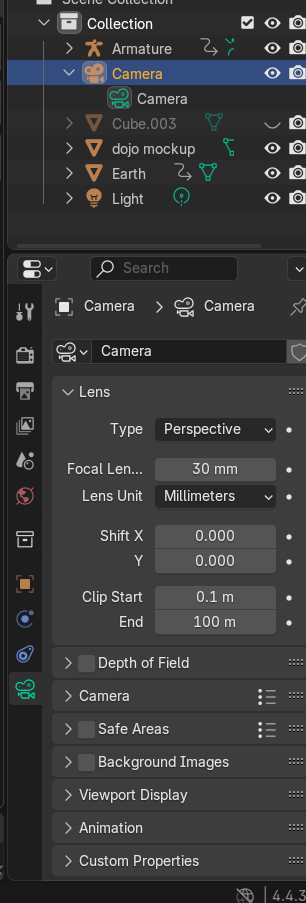 Scene Collection
Collection
Armature
Camera
Camera
Cube.003
dojo mockup
Earth
Light
Search
Camera > Camera
Camera
Lens
Type Perspective
Focal Len... 30 mm
Lens Unit Millimeters
Shift X 0.000
Y 0.000
Clip Start 0.1 m
End 100 m
Depth of Field
Camera
Safe Areas
Background Images
Viewport Display
Animation
Custom Properties
4.4.3